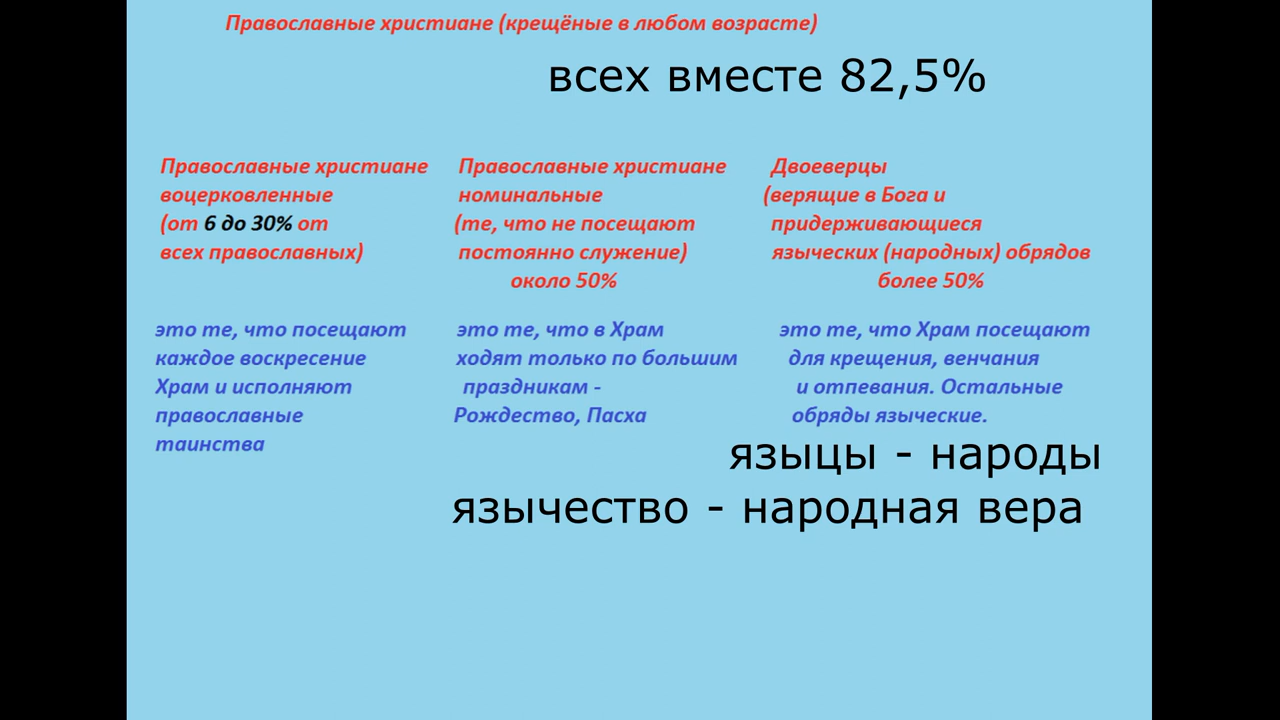 Православные христиане (крещёные в любом возрасте)
всех вместе 82,5%
Православные христиане
воцерковленные
(от 6 до 30% от
всех православных)
Православные христиане
номинальные
(те, что не посещают
постоянно служение)
около 50%
Двоеверцы
(верящие в Бога и
придерживающиеся
языческих (народных) обрядов
более 50%
это те, что посещают
каждое воскресение
Храм и исполняют
православные
таинства
это те, что в Храм
ходят только по большим
праздникам -
Рождество, Пасха
это те, что Храм посещают
для крещения, венчания
и отпевания. Остальные
обряды языческие.
языцы - народы
язычество - народная вера